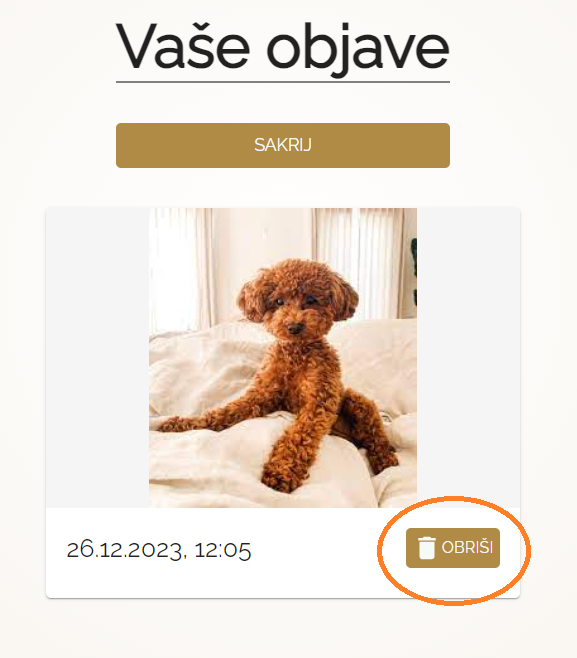 Vaše objave
SAKRIJ
26.12.2023, 12:05
OBRIŠI